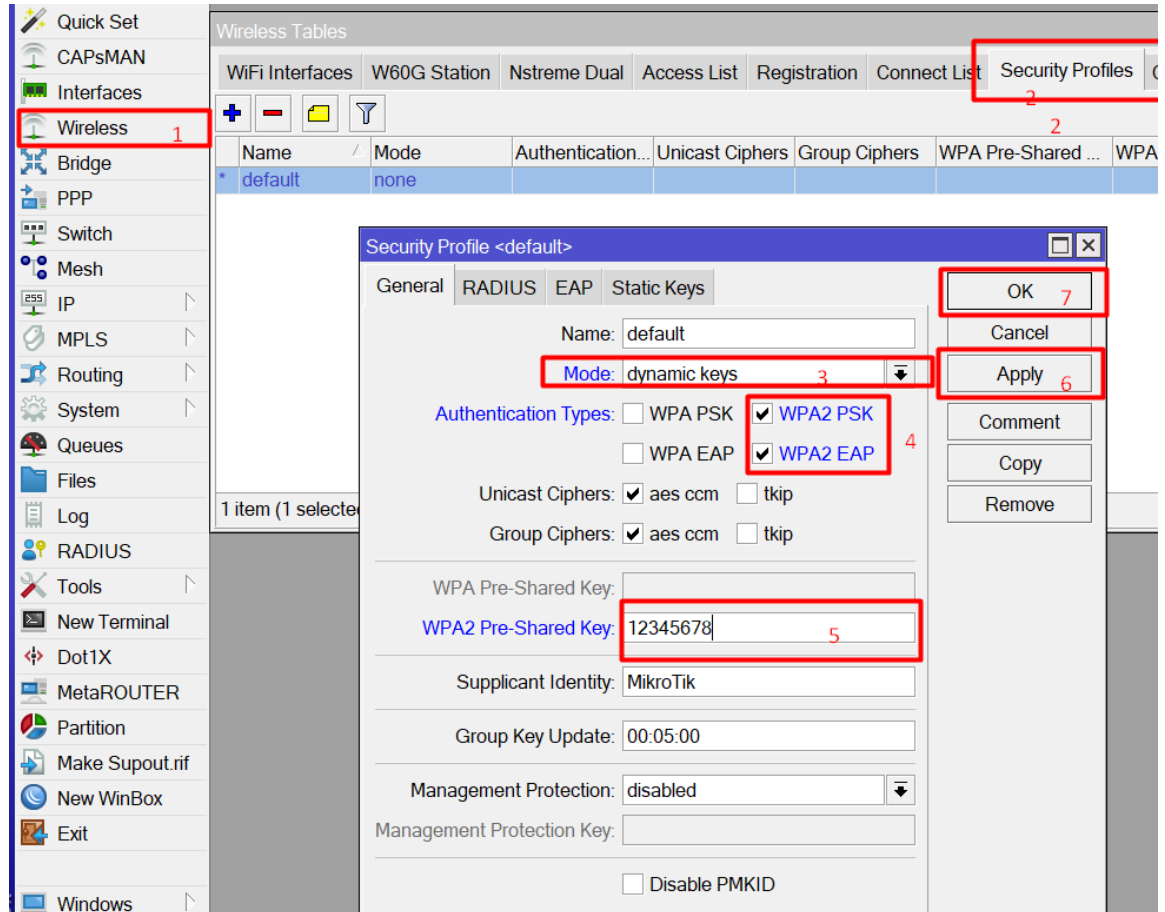 Quick Set
CAPsMAN
Interfaces
Wireless 1
Bridge
PPP
Switch
Mesh
255 IP
MPLS
Routing
System
Queues
Files
Log
RADIUS
Tools
New Terminal
Dot1X
MetaROUTER
Partition
Make Supout.rif
New WinBox
Exit
Windows
Wireless Tables
WiFi Interfaces W60G Station Nstreme Dual Access List Registration Connect List Security Profiles
2
2
Name Mode Authentication... Unicast Ciphers Group Ciphers WPA Pre-Shared ... WPA
* default none
1 item (1 selected
Security Profile <default>
General RADIUS EAP Static Keys
Name: default
Mode: dynamic keys 3
Authentication Types: WPA PSK WPA2 PSK
WPA EAP WPA2 EAP 4
Unicast Ciphers: aes ccm tkip
Group Ciphers: aes ccm tkip
WPA Pre-Shared Key:
WPA2 Pre-Shared Key: 12345678 5
Supplicant Identity: MikroTik
Group Key Update: 00:05:00
Management Protection: disabled
Management Protection Key:
Disable PMKID
OK 7
Cancel
Apply 6
Comment
Copy
Remove